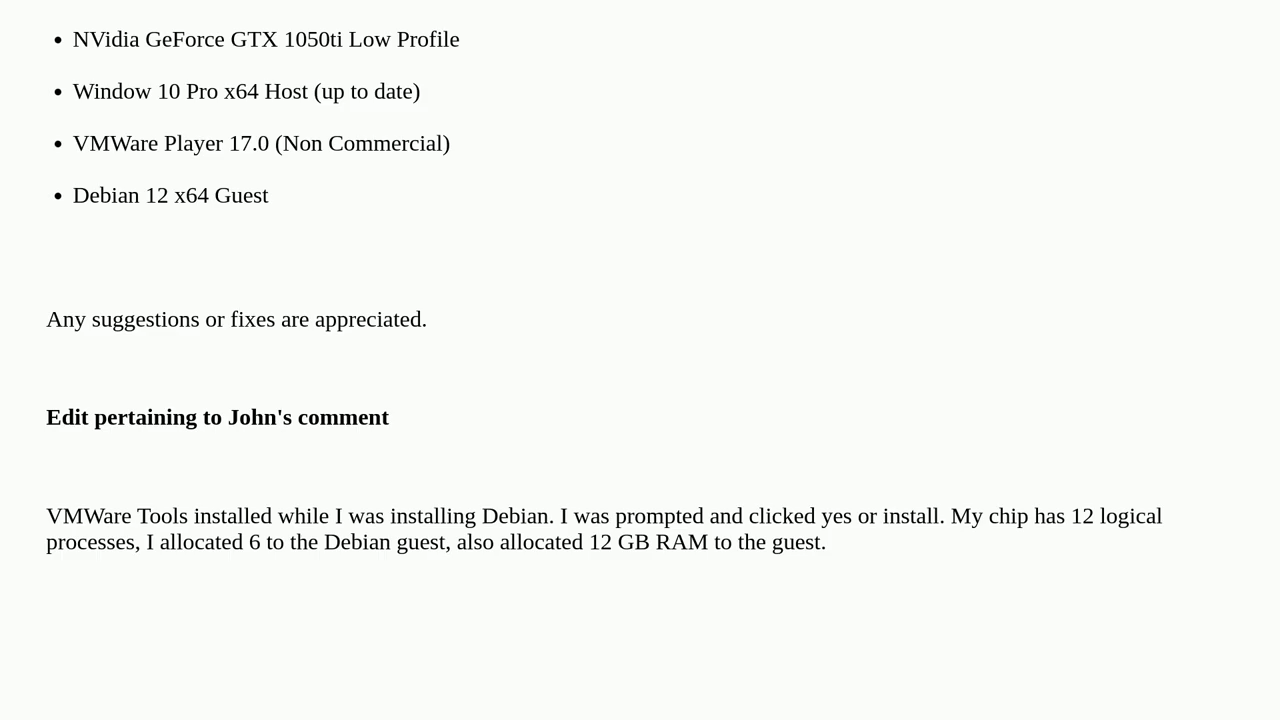 • NVidia GeForce GTX 1050ti Low Profile
• Window 10 Pro x64 Host (up to date)
• VMWare Player 17.0 (Non Commercial)
• Debian 12 x64 Guest
Any suggestions or fixes are appreciated.
Edit pertaining to John's comment
VMWare Tools installed while I was installing Debian. I was prompted and clicked yes or install. My chip has 12 logical
processes, I allocated 6 to the Debian guest, also allocated 12 GB RAM to the guest.